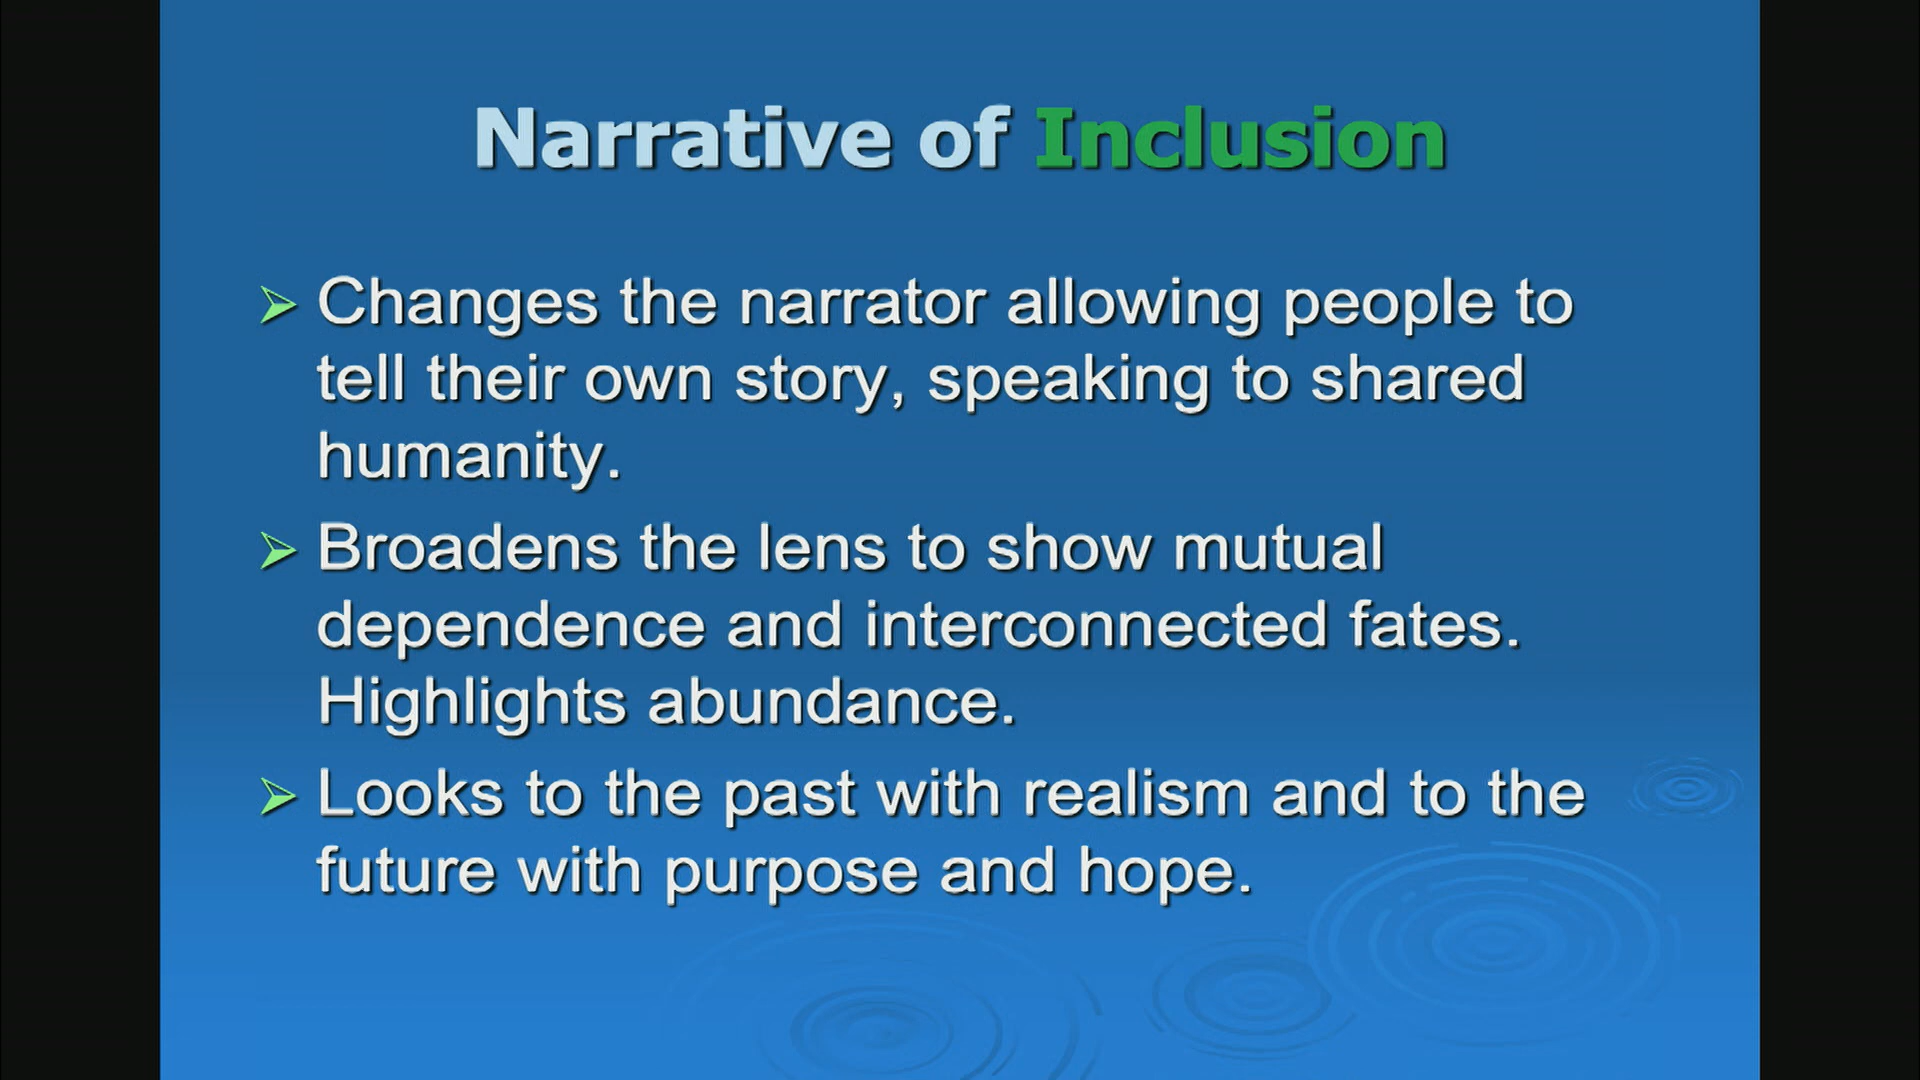 Narrative of Inclusion
Changes the narrator allowing people to
tell their own story, speaking to shared
humanity.
Broadens the lens to show mutual
dependence and interconnected fates.
Highlights abundance.
Looks to the past with realism and to the
future with purpose and hope.